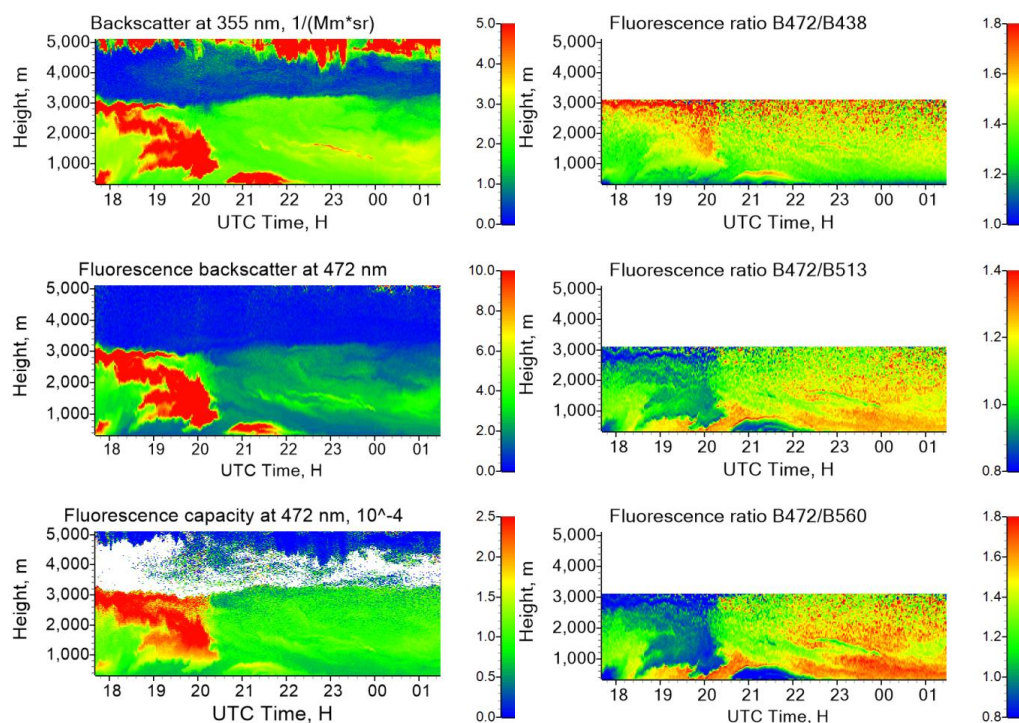 Backscatter at 355 nm, 1/(Mm*sr)
5,000
4,000
3,000
2,000
1,000
Height, m
18 19 20 21 22 23 00 01
UTC Time, H
5.0
4.0
3.0
2.0
1.0
0.0
Fluorescence ratio B472/B438
5,000
4,000
3,000
2,000
1,000
Height, m
18 19 20 21 22 23 00 01
UTC Time, H
1.8
1.6
1.4
1.2
1.0
Fluorescence backscatter at 472 nm
5,000
4,000
3,000
2,000
1,000
Height, m
18 19 20 21 22 23 00 01
UTC Time, H
10.0
8.0
6.0
4.0
2.0
0.0
Fluorescence ratio B472/B513
5,000
4,000
3,000
2,000
1,000
Height, m
18 19 20 21 22 23 00 01
UTC Time, H
1.4
1.2
1.0
0.8
Fluorescence capacity at 472 nm, 10^-4
5,000
4,000
3,000
2,000
1,000
Height, m
18 19 20 21 22 23 00 01
UTC Time, H
2.5
2.0
1.5
1.0
0.5
0.0
Fluorescence ratio B472/B560
5,000
4,000
3,000
2,000
1,000
Height, m
18 19 20 21 22 23 00 01
UTC Time, H
1.8
1.6
1.4
1.2
1.0
0.8